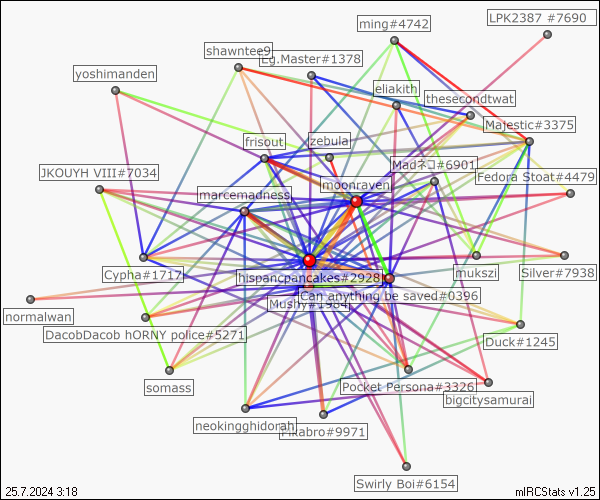 LPK2387 #7690
ming#4742
shawntee9
Lg.Master#1378
yoshimanden
eliakith
thesecondtwat
Majestic#3375
frisout
zebula
Madネコ#6901
JKOUYH VIII#7034
moonraven
Fedora Stoat#4479
marcemadness
Cypha#1717
hispancpancakes#2928
mukszi
Silver#7938
Can anything be saved#0396
Mushy#1984
normalwan
DacobDacob hORNY police#5271
Duck#1245
somass
Pocket Persona#3326
bigcitysamurai
neokingghidorah
Pikabro#9971
Swirly Boi#6154
25.7.2024 3:18
mIRCStats v1.25